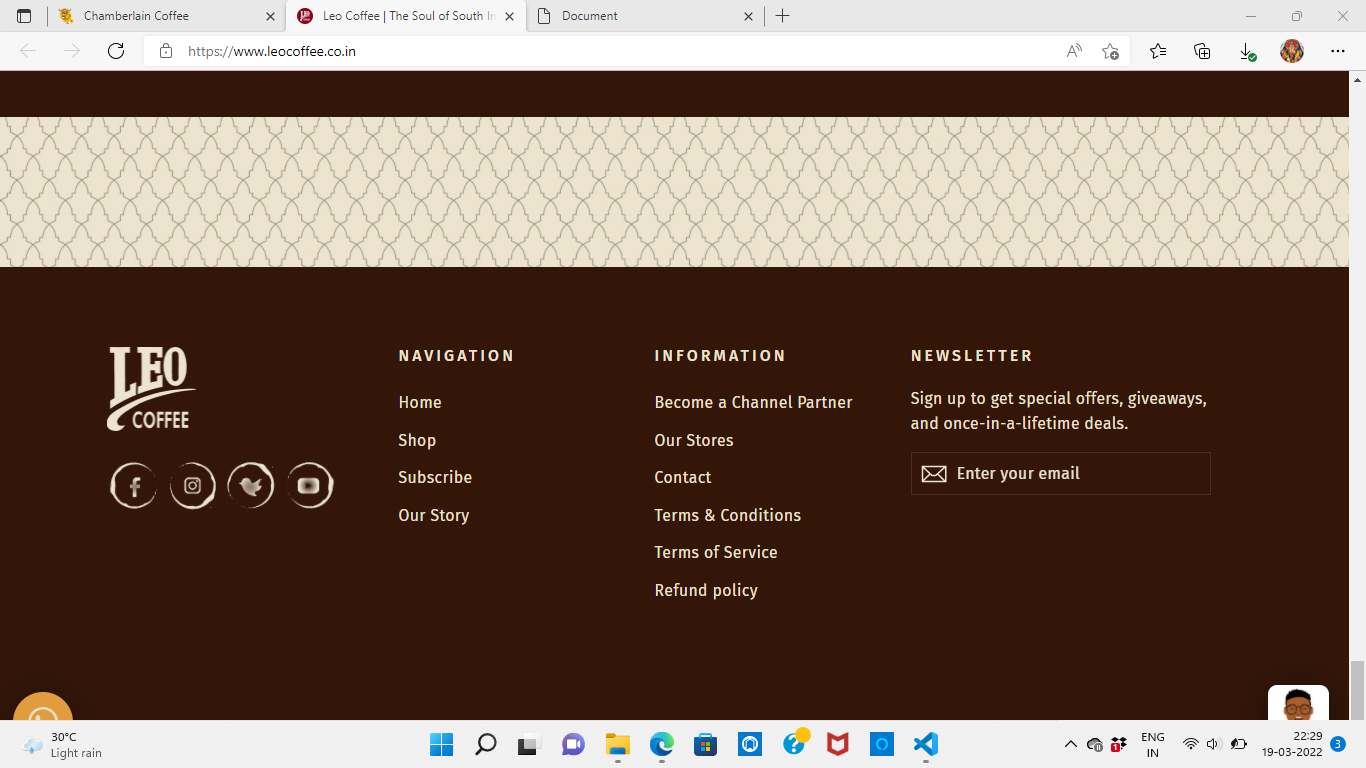 Chamberlain Coffee
Leo Coffee | The Soul of South In
Document
https://www.leocoffee.co.in
LEO
COFFEE
NAVIGATION
Home
Shop
Subscribe
Our Story
INFORMATION
Become a Channel Partner
Our Stores
Contact
Terms & Conditions
Terms of Service
Refund policy
NEWSLETTER
Sign up to get special offers, giveaways,
and once-in-a-lifetime deals.
Enter your email
30°C
Light rain
1
ENG
IN
22:29
19-03-2022
3